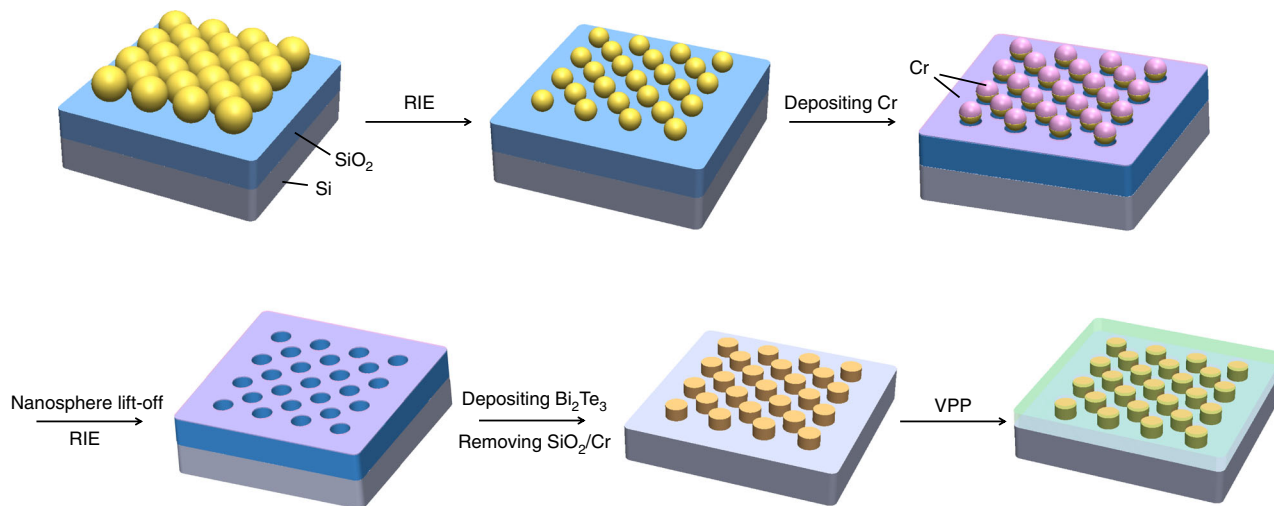 RIE
Depositing Cr
Cr
SiO₂
Si
Nanosphere lift-off
RIE
Depositing Bi₂Te₃
Removing SiO₂/Cr
VPP